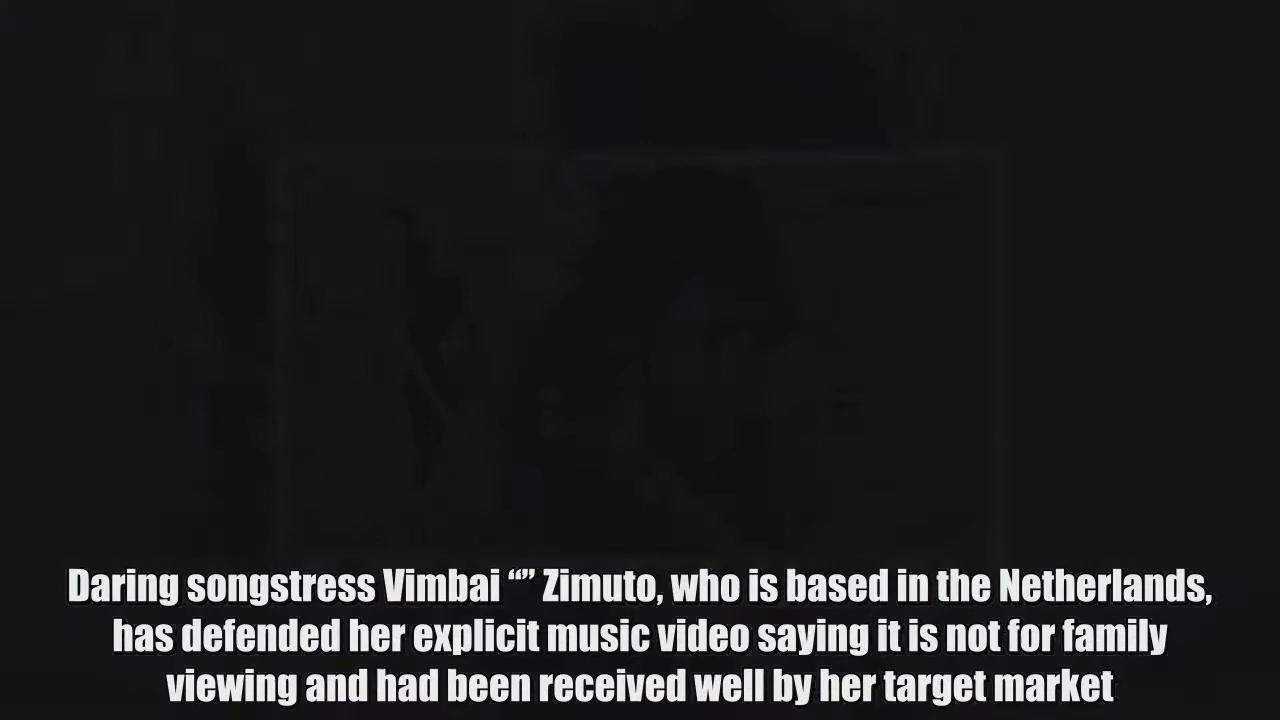 Daring songstress Vimbai “” Zimuto, who is based in the Netherlands,
has defended her explicit music video saying it is not for family
viewing and had been received well by her target market